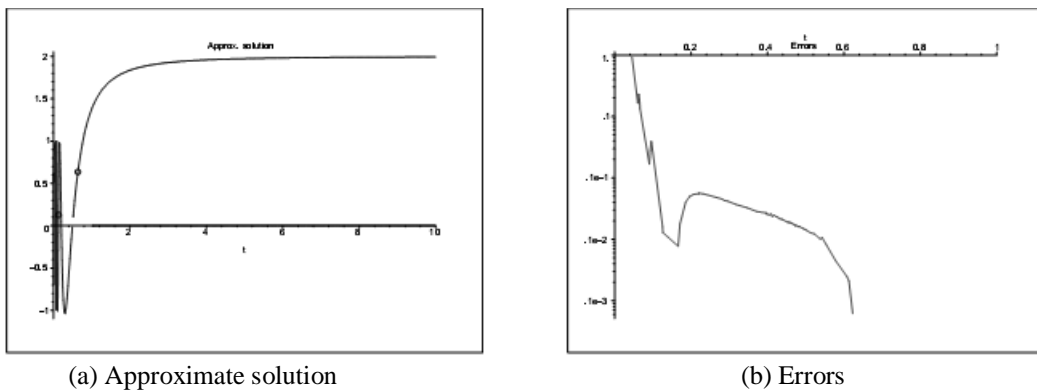 Approx. solution
2
1.5
1
0.5
0
-0.5
-1
2
4
6
8
10
t
t
Errors
0.2
0.4
0.6
0.8
1
1.
.1
.1e-1
.1e-2
.1e-3
(a) Approximate solution
(b) Errors